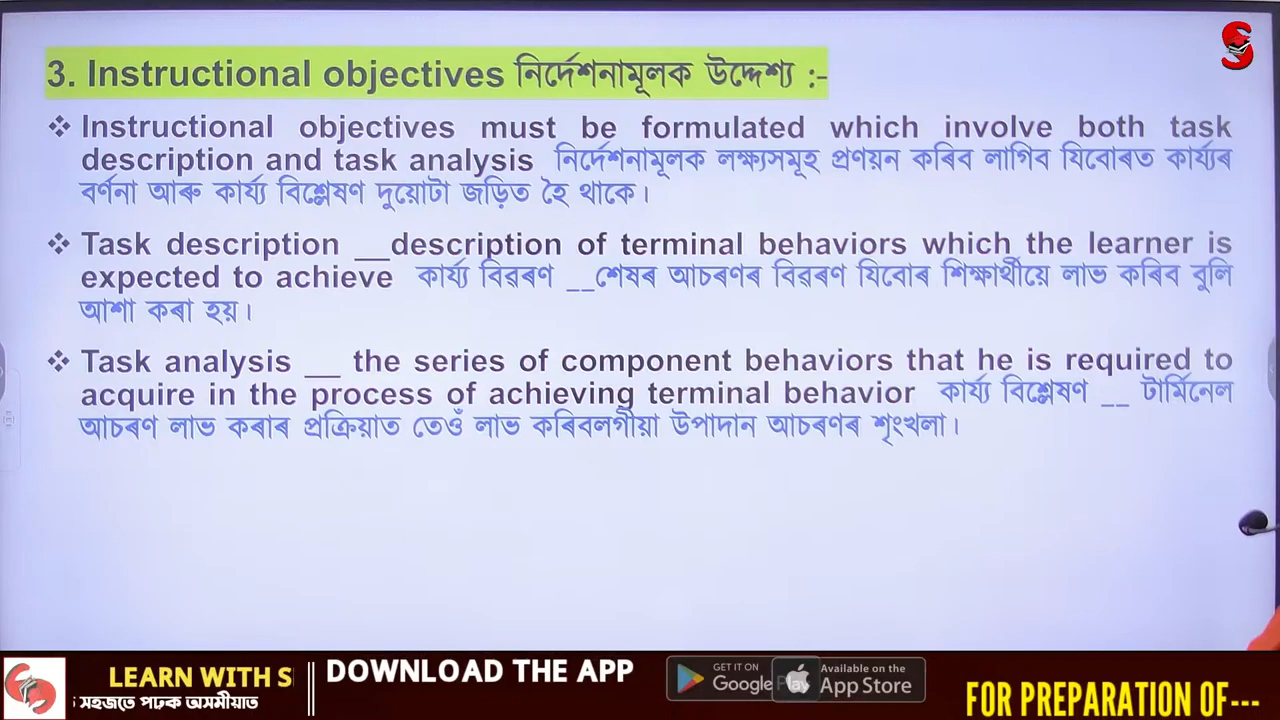 3. Instructional objectives নিৰ্দেশনামূলক উদ্দেশ্য :-
❖ Instructional objectives must be formulated which involve both task
description and task analysis নিৰ্দেশনামূলক লক্ষ্যসমূহ প্ৰণয়ন কৰিব লাগিব যিবোৰত কাৰ্য্যৰ
বৰ্ণনা আৰু কাৰ্য্য বিশ্লেষণ দুয়োটা জড়িত হৈ থাকে।
❖ Task description __description of terminal behaviors which the learner is
expected to achieve কাৰ্য্য বিৱৰণ __শেষৰ আচৰণৰ বিৱৰণ যিবোৰ শিক্ষাৰ্থীয়ে লাভ কৰিব বুলি
আশা কৰা হয়।
❖ Task analysis __ the series of component behaviors that he is required to
acquire in the process of achieving terminal behavior কাৰ্য্য বিশ্লেষণ __ টাৰ্মিনেল
আচৰণ লাভ কৰাৰ প্ৰক্ৰিয়াত তেওঁ লাভ কৰিবলগীয়া উপাদান আচৰণৰ শৃংখলা।
LEARN WITH S
সহজতে পঢ়ক অসমীয়াত
DOWNLOAD THE APP
GET IT ON
Google Play
Available on the
App Store
FOR PREPARATION OF---